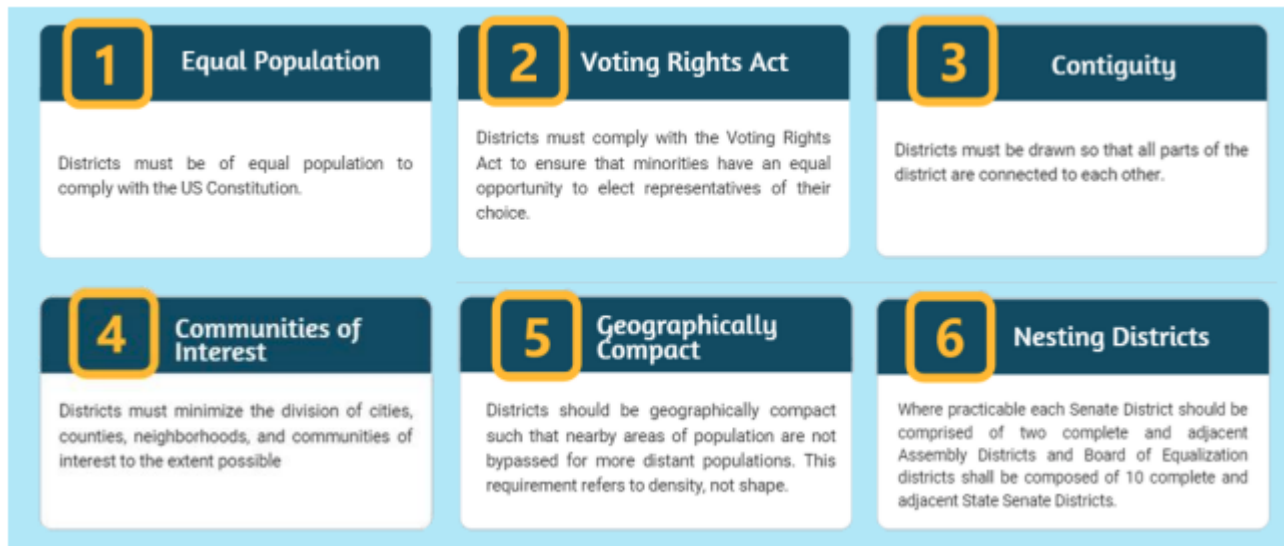 1
Equal Population
Districts must be of equal population to
comply with the US Constitution.
2
Voting Rights Act
Districts must comply with the Voting Rights
Act to ensure that minorities have an equal
opportunity to elect representatives of their
choice.
3
Contiguity
Districts must be drawn so that all parts of the
district are connected to each other.
4
Communities of
Interest
Districts must minimize the division of cities,
counties, neighborhoods, and communities of
interest to the extent possible
5
Geographically
Compact
Districts should be geographically compact
such that nearby areas of population are not
bypassed for more distant populations. This
requirement refers to density, not shape.
6
Nesting Districts
Where practicable each Senate District should be
comprised of two complete and adjacent
Assembly Districts and Board of Equalization
districts shall be composed of 10 complete and
adjacent State Senate Districts.